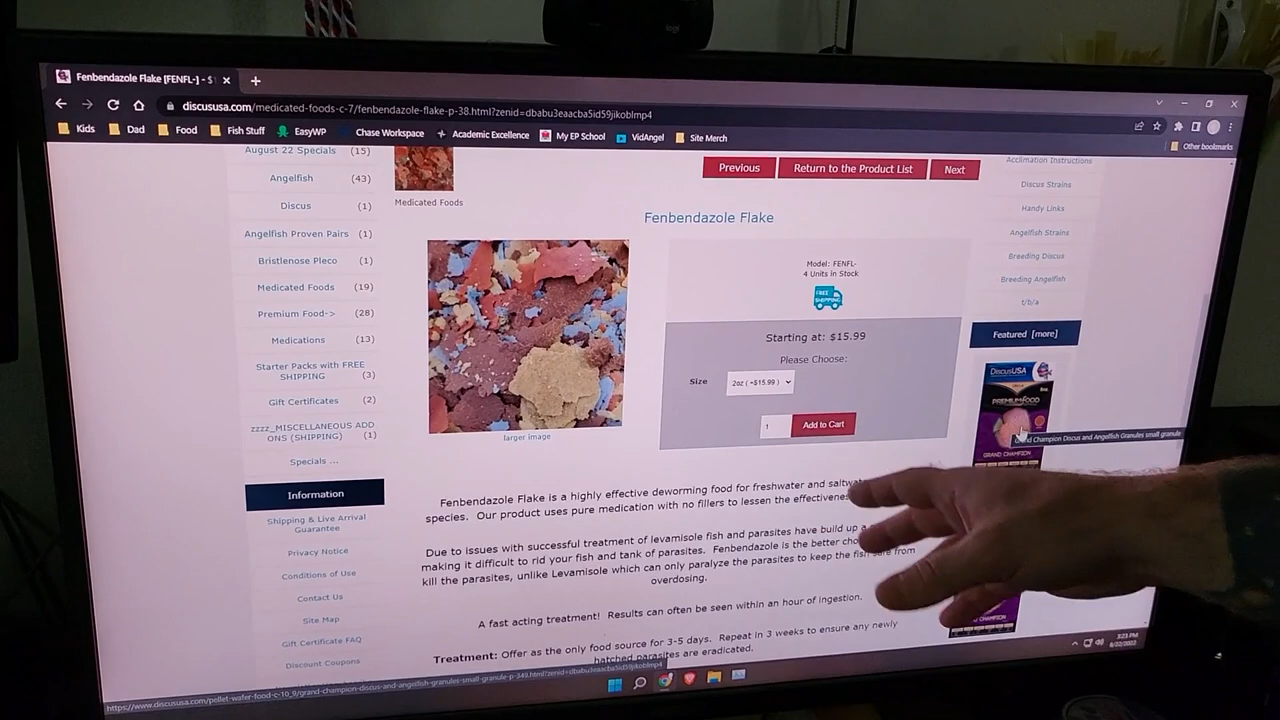 logi
Fenbendazole Flake [FENFL-] - $
discususa.com/medicated-foods-c-7/fenbendazole-flake-p-38.html?zenid=dbabu3eaacba5id59jikoblmp4
Kids Dad Food Fish Stuff EasyWP Chase Workspace Academic Excellence My EP School VidAngel Site Merch
Other bookmarks
August 22 Specials (15)
Angelfish (43)
Discus (1)
Angelfish Proven Pairs (1)
Bristlenose Pleco (1)
Medicated Foods (19)
Premium Food-> (28)
Medications (13)
Starter Packs with FREE
SHIPPING (3)
Gift Certificates (2)
zzzz_MISCELLANEOUS ADD
ONS (SHIPPING) (1)
Specials ...
Information
Shipping & Live Arrival
Guarantee
Privacy Notice
Conditions of Use
Contact Us
Site Map
Gift Certificate FAQ
Discount Coupons
Medicated Foods
Previous Return to the Product List Next
Fenbendazole Flake
larger image
Model: FENFL-
4 Units in Stock
FREE
SHIPPING
Starting at: $15.99
Please Choose:
Size 2oz ( +$15.99 )
1 Add to Cart
Fenbendazole Flake is a highly effective deworming food for freshwater and saltwa
species. Our product uses pure medication with no fillers to lessen the effectivenes
Due to issues with successful treatment of levamisole fish and parasites have build up a
making it difficult to rid your fish and tank of parasites. Fenbendazole is the better cho
kill the parasites, unlike Levamisole which can only paralyze the parasites to keep the fish from
overdosing.
A fast acting treatment! Results can often be seen within an hour of ingestion.
Treatment: Offer as the only food source for 3-5 days. Repeat in 3 weeks to ensure any newly
hatched parasites are eradicated.
Acclimation Instructions
Discus Strains
Handy Links
Angelfish Strains
Breeding Discus
Breeding Angelfish
t/b/a
Featured [more]
DiscusUSA
PREMIUM FOOD
GRAND CHAMPION
Grand Champion Discus and Angelfish Granules small granule
CHAMPION
https://www.discususa.com/pellet-wafer-food-c-10_9/grand-champion-discus-and-angelfish-granules-small-granule-p-349.html?zenid=dbabu3eaacba5id59jikoblmp4
3:23 PM
8/22/2022